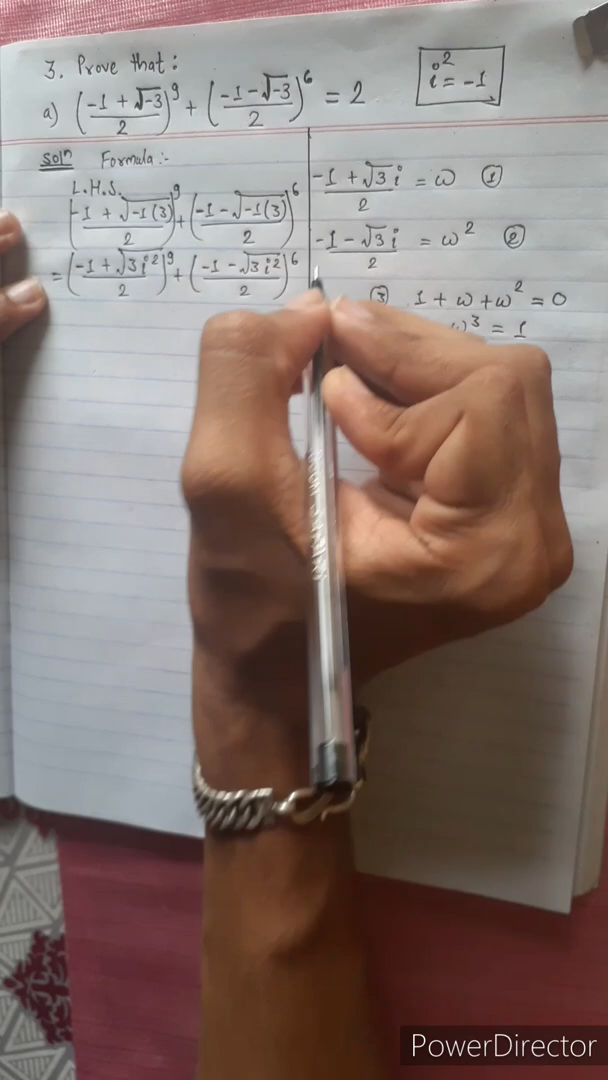 3. Prove that :
a) ((-1 + √-3)/2)^9 + ((-1 - √-3)/2)^6 = 2
i² = -1
Solⁿ Formula :-
L.H.S.
((-1 + √-1(3))/2)^9 + ((-1 - √-1(3))/2)^6
= ((-1 + √3i²)/2)^9 + ((-1 - √3i²)/2)^6
(-1 + √3i)/2 = ω ①
(-1 - √3i)/2 = ω² ②
③ 1 + ω + ω² = 0
³ = 1
PowerDirector